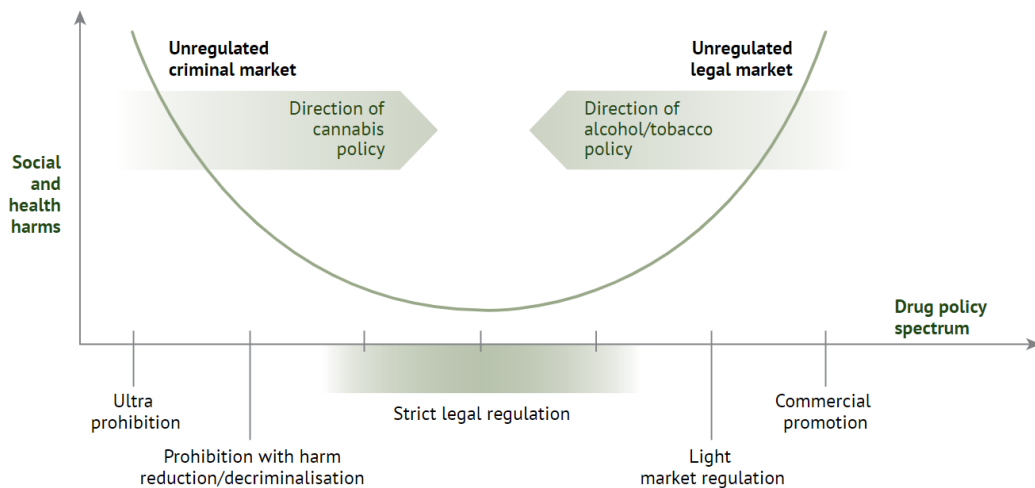 Unregulated
criminal market
Unregulated
legal market
Direction of
cannabis
policy
Direction of
alcohol/tobacco
policy
Social
and
health
harms
Drug policy
spectrum
Ultra
prohibition
Prohibition with harm
reduction/decriminalisation
Strict legal regulation
Light
market regulation
Commercial
promotion